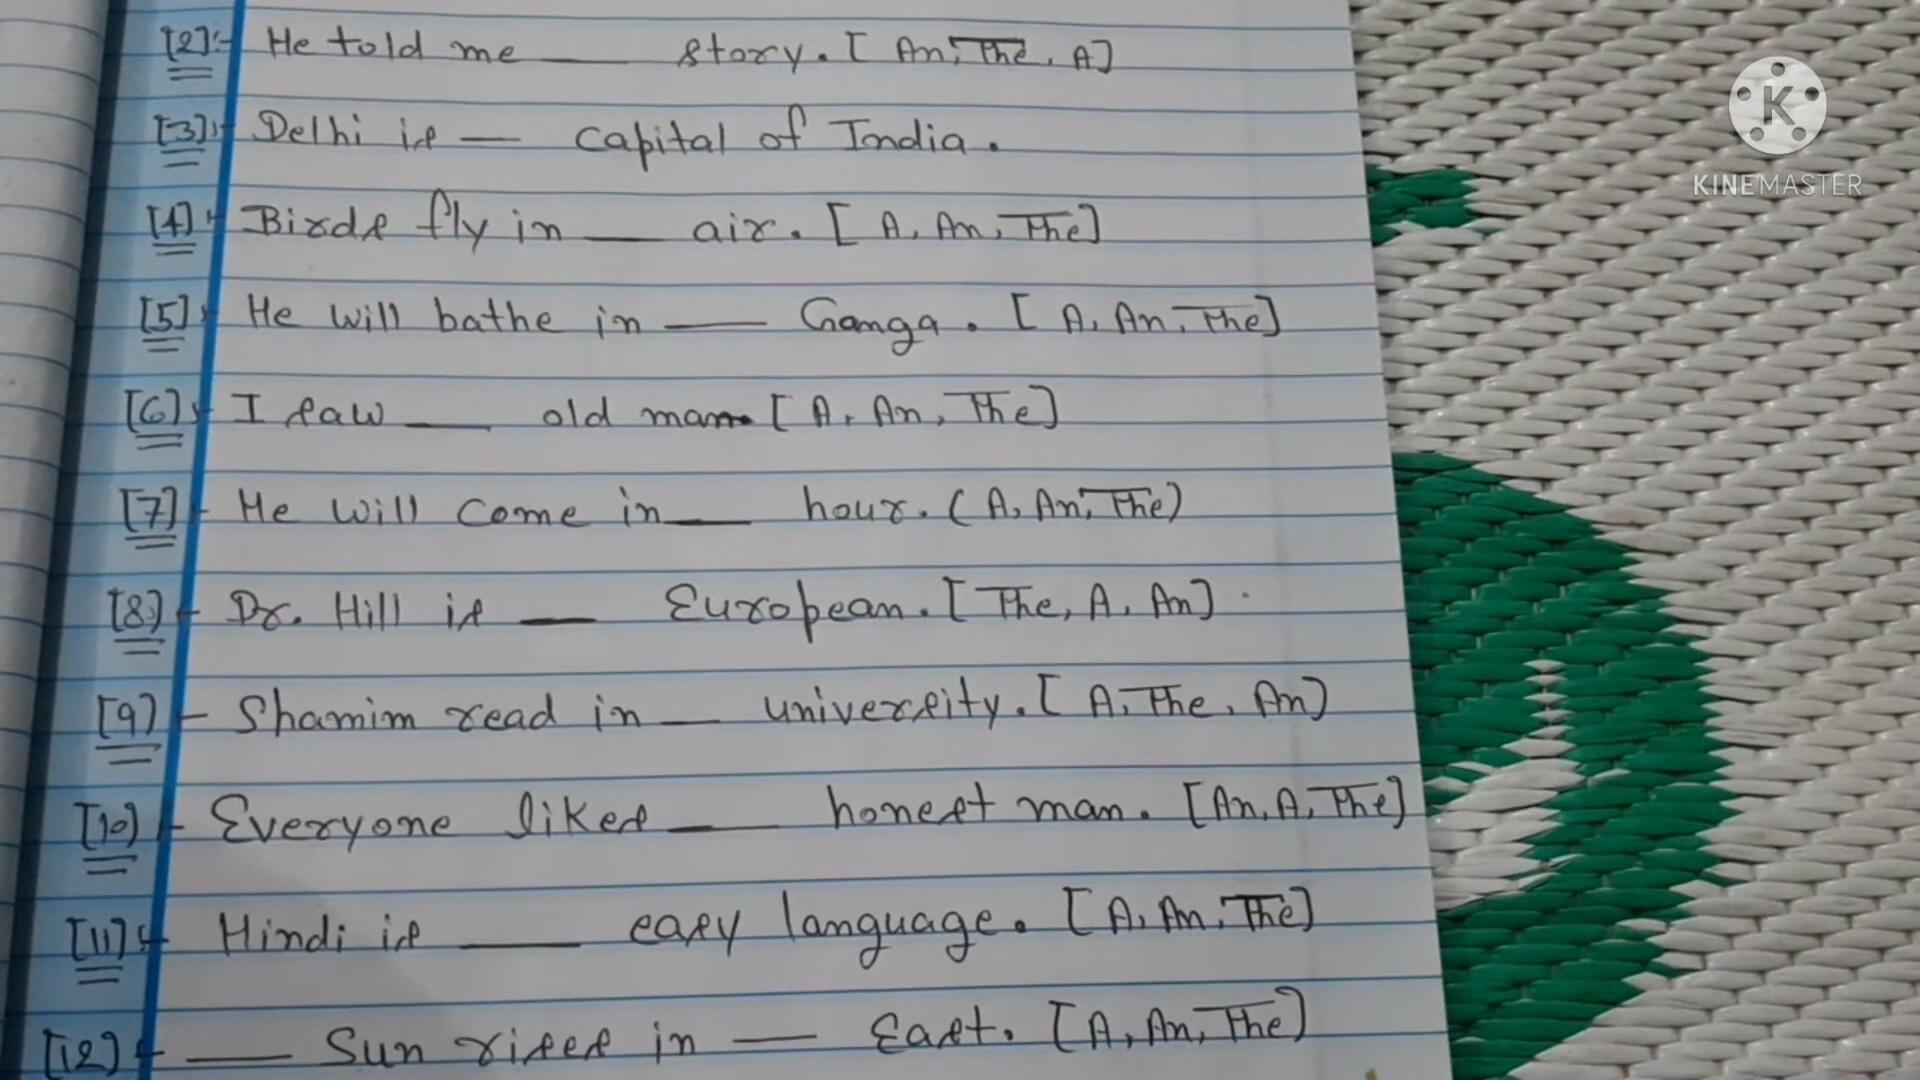 [2]:- He told me ___ story. [An, The, A]
[3]:- Delhi is — capital of India.
[4]:- Birds fly in ___ air. [A, An, The]
[5]:- He will bathe in ___ Ganga. [A, An, The]
[6]:- I saw ___ old man [A, An, The]
[7]- He will come in ___ hour. (A, An, The)
[8]- Dr. Hill is ___ European. [The, A, An]
[9]- Shamim read in ___ university. [A, The, An]
[10]- Everyone likes ___ honest man. [An, A, The]
[11]:- Hindi is ___ easy language. [A, An, The]
[12]- ___ Sun rises in ___ East. [A, An, The]
K
KINEMASTER